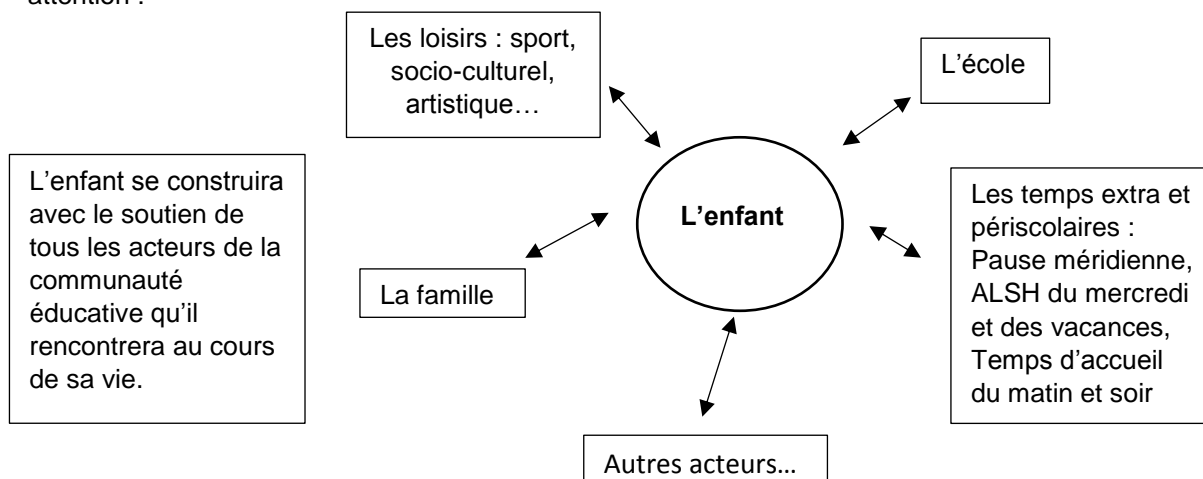 attention :
Les loisirs : sport,
socio-culturel,
artistique…
L'école
L'enfant se construira
avec le soutien de
tous les acteurs de la
communauté
éducative qu'il
rencontrera au cours
de sa vie.
L'enfant
La famille
Les temps extra et
périscolaires :
Pause méridienne,
ALSH du mercredi
et des vacances,
Temps d'accueil
du matin et soir
Autres acteurs…